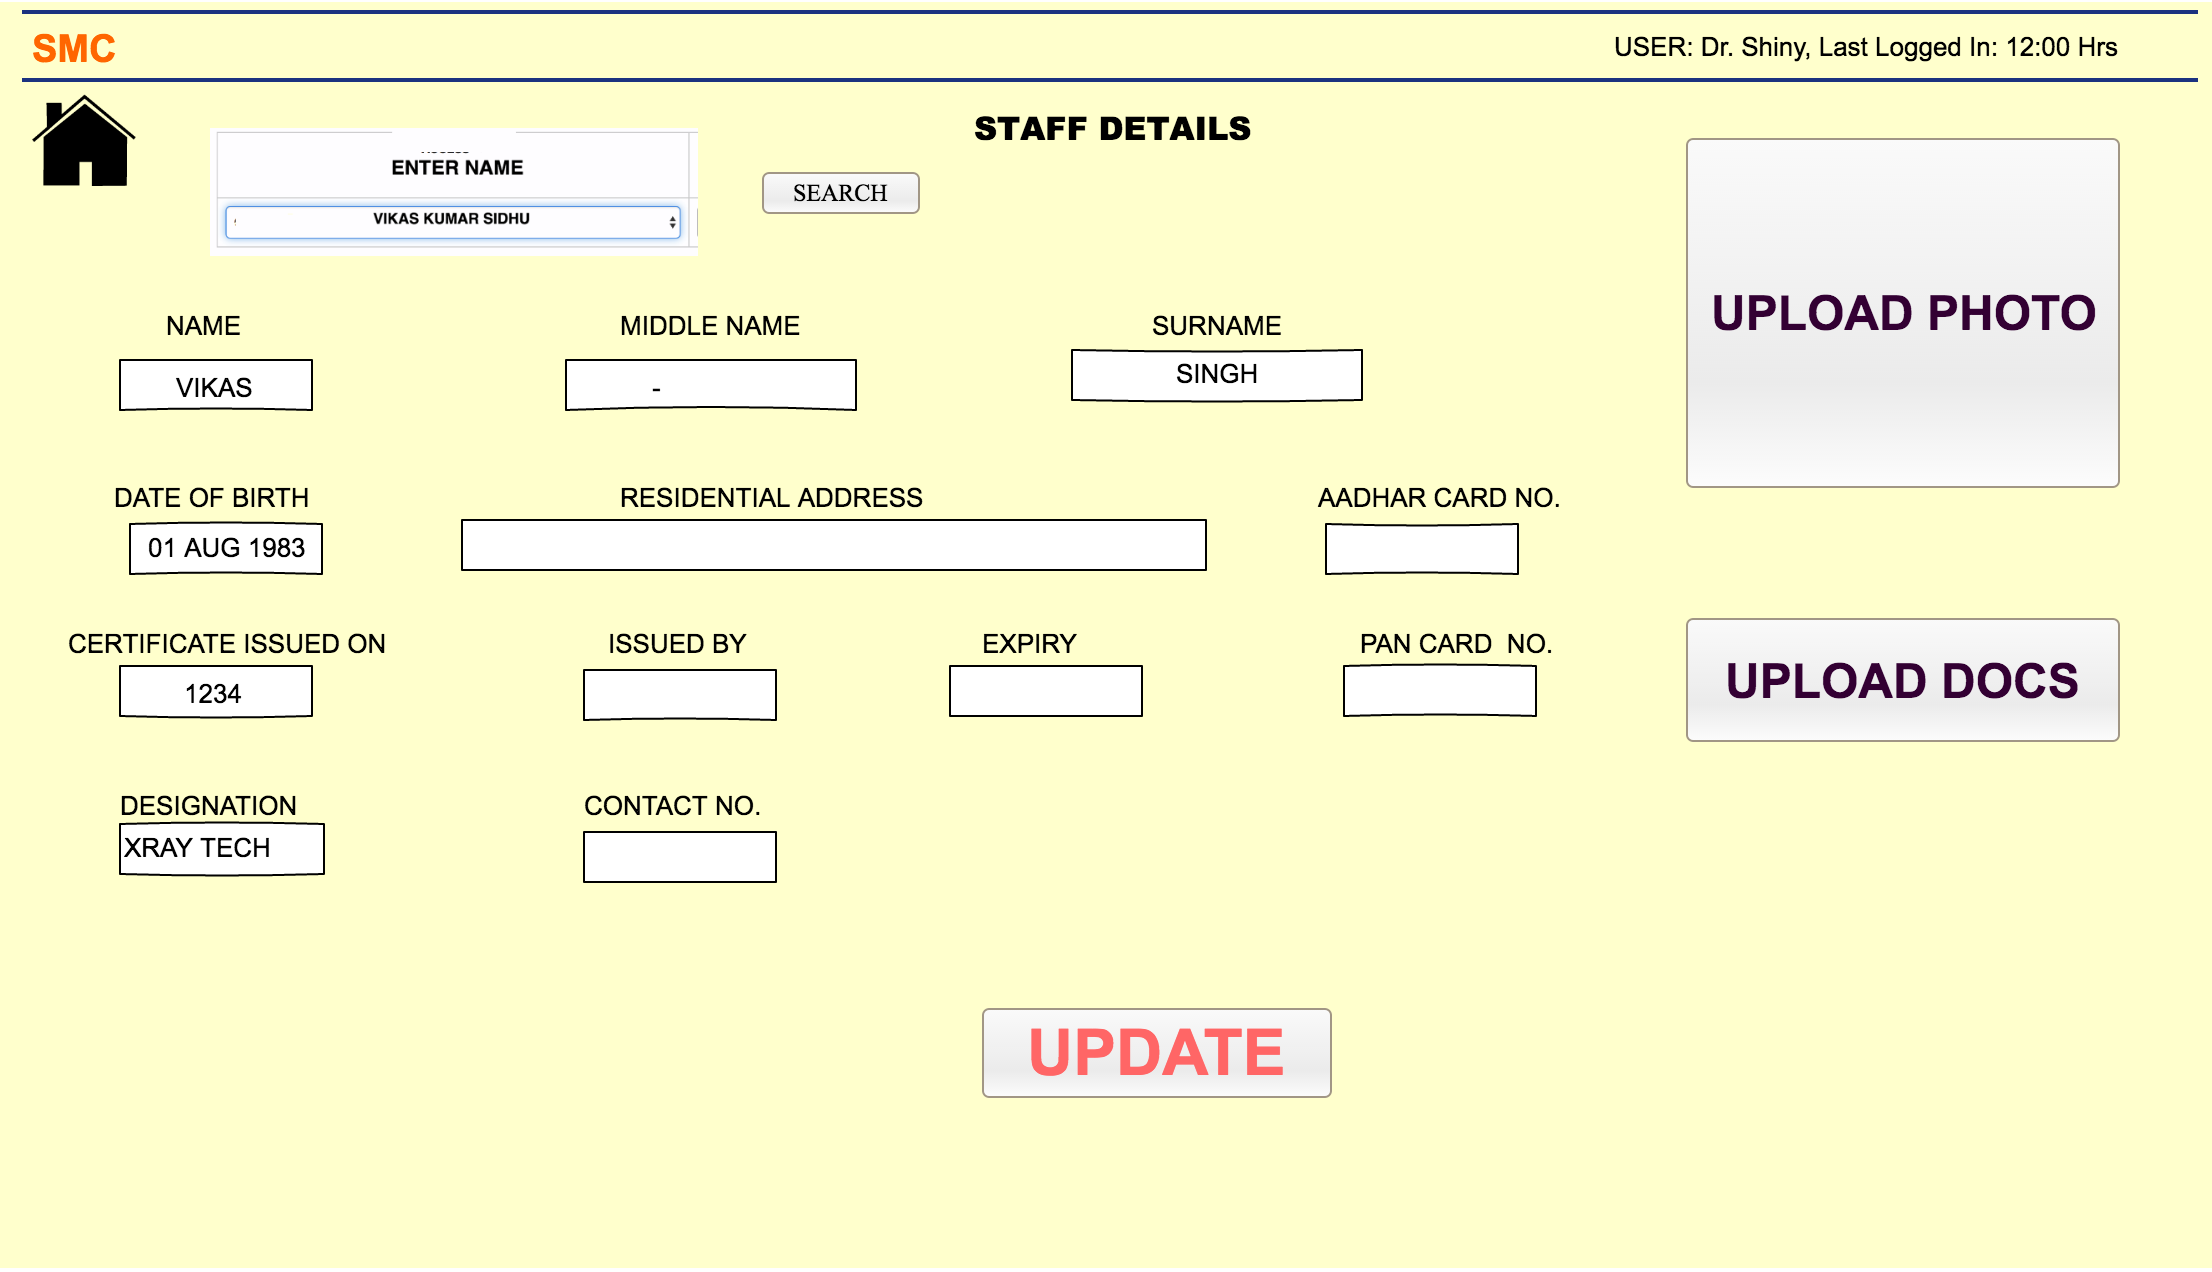 SMC
USER: Dr. Shiny, Last Logged In: 12:00 Hrs
STAFF DETAILS
ENTER NAME
VIKAS KUMAR SIDHU
SEARCH
UPLOAD PHOTO
NAME
MIDDLE NAME
SURNAME
VIKAS
-
SINGH
DATE OF BIRTH
RESIDENTIAL ADDRESS
AADHAR CARD NO.
01 AUG 1983
CERTIFICATE ISSUED ON
ISSUED BY
EXPIRY
PAN CARD  NO.
1234
UPLOAD DOCS
DESIGNATION
CONTACT NO.
XRAY TECH
UPDATE